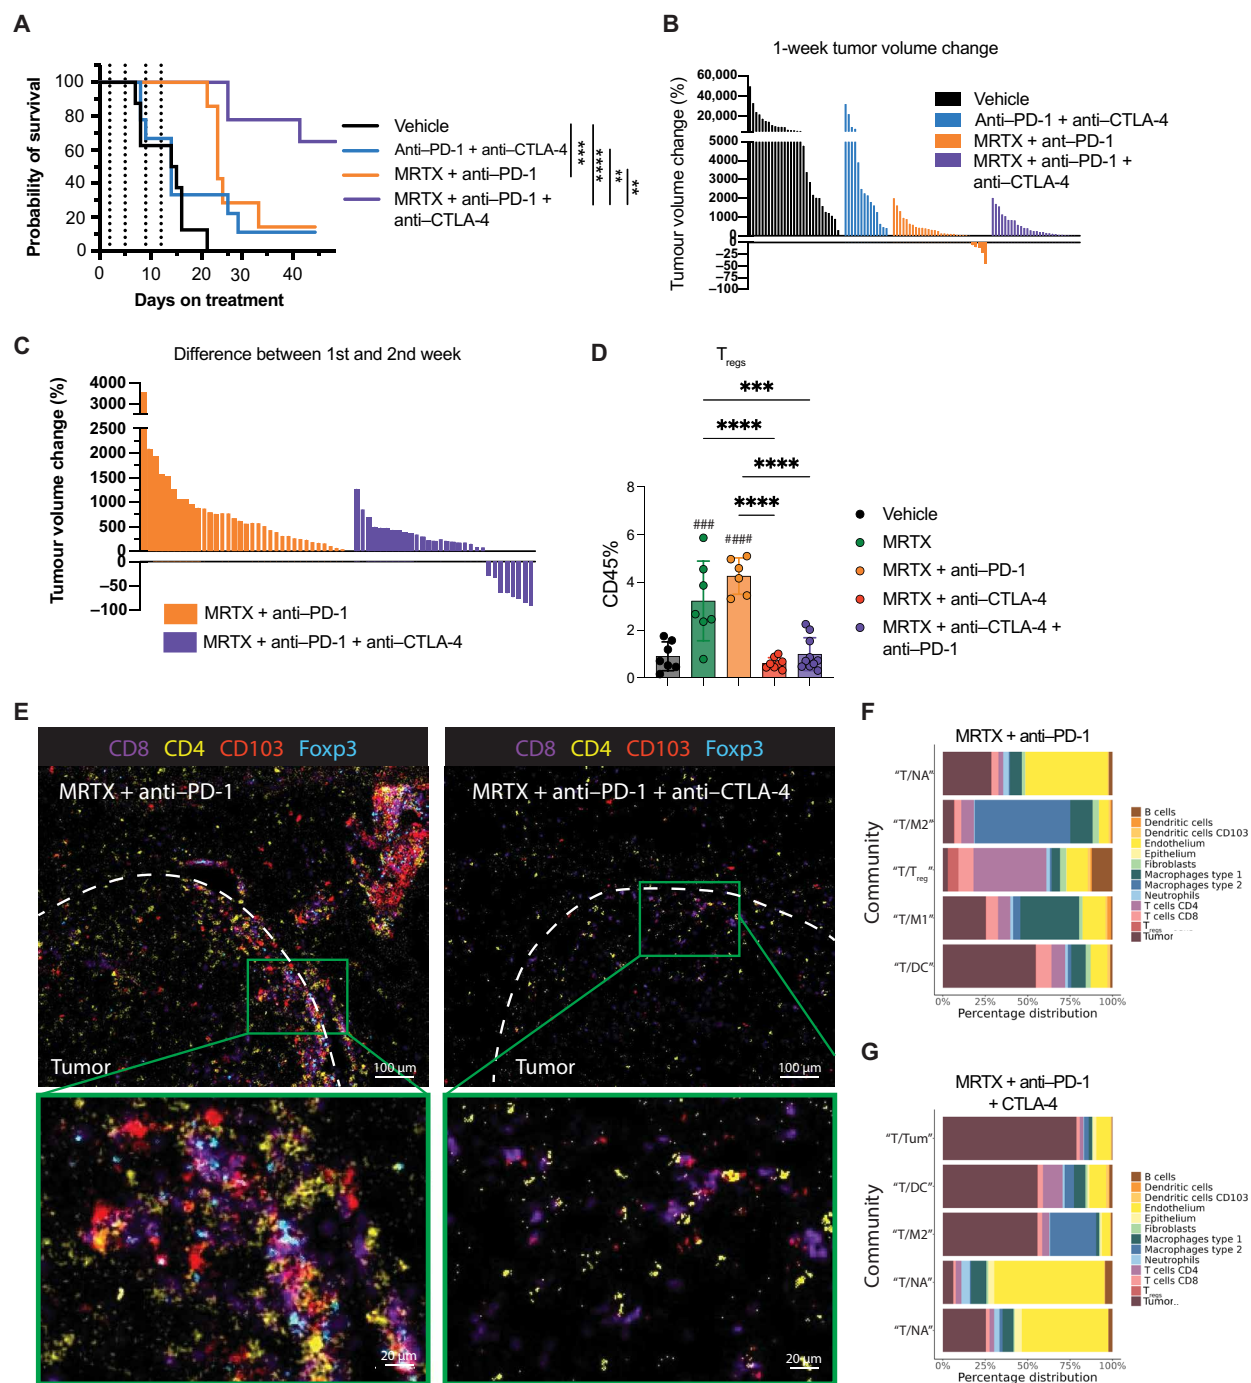 A
Probability of survival
100
80
60
40
20
0
0 10 20 30 40
Days on treatment
Vehicle
Anti–PD-1 + anti–CTLA-4
MRTX + anti–PD-1
MRTX + anti–PD-1 +
anti–CTLA-4
***
****
**
**
B
1-week tumor volume change
Tumour volume change (%)
60,000
40,000
20,000
5000
4000
3000
2000
1000
0
0
−25
−50
−75
−100
Vehicle
Anti–PD-1 + anti–CTLA-4
MRTX + anti–PD-1
MRTX + anti–PD-1 +
anti–CTLA-4
C
Difference between 1st and 2nd week
Tumour volume change (%)
4000
3000
2500
2000
1500
1000
500
0
0
−50
−100
MRTX + anti–PD-1
MRTX + anti–PD-1 + anti–CTLA-4
D
Tregs
***
****
****
****
###
####
CD45%
8
6
4
2
0
Vehicle
MRTX
MRTX + anti–PD-1
MRTX + anti–CTLA-4
MRTX + anti–CTLA-4 +
anti–PD-1
E
CD8 CD4 CD103 Foxp3
MRTX + anti–PD-1
Tumor
100 µm
20 µm
CD8 CD4 CD103 Foxp3
MRTX + anti–PD-1 + anti–CTLA-4
Tumor
100 µm
20 µm
F
MRTX + anti–PD-1
Community
"T/NA"
"T/M2"
"T/Treg"
"T/M1"
"T/DC"
0% 25% 50% 75% 100%
Percentage distribution
B cells
Dendritic cells
Dendritic cells CD103
Endothelium
Epithelium
Fibroblasts
Macrophages type 1
Macrophages type 2
Neutrophils
T cells CD4
T cells CD8
Tregs
Tumor
G
MRTX + anti–PD-1
+ CTLA-4
Community
"T/Tum"
"T/DC"
"T/M2"
"T/NA"
"T/NA"
0% 25% 50% 75% 100%
Percentage distribution
B cells
Dendritic cells
Dendritic cells CD103
Endothelium
Epithelium
Fibroblasts
Macrophages type 1
Macrophages type 2
Neutrophils
T cells CD4
T cells CD8
Tregs
Tumor..